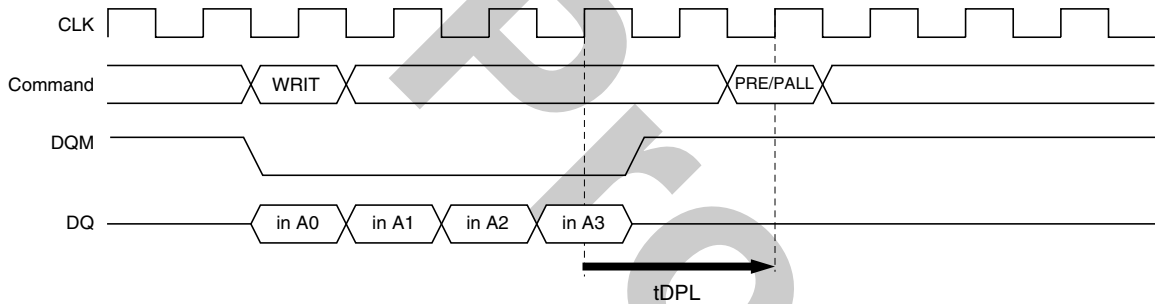 CLK
Command WRIT PRE/PALL
DQM
DQ in A0 in A1 in A2 in A3
tDPL